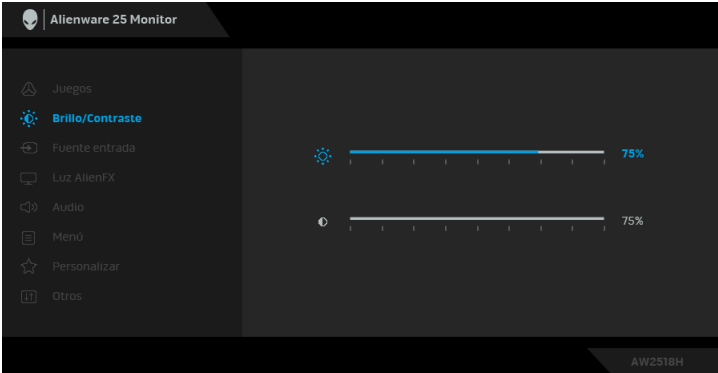 Alienware 25 Monitor
Juegos
Brillo/Contraste
Fuente entrada
Luz AlienFX
Audio
Menú
Personalizar
Otros
75%
75%
AW2518H